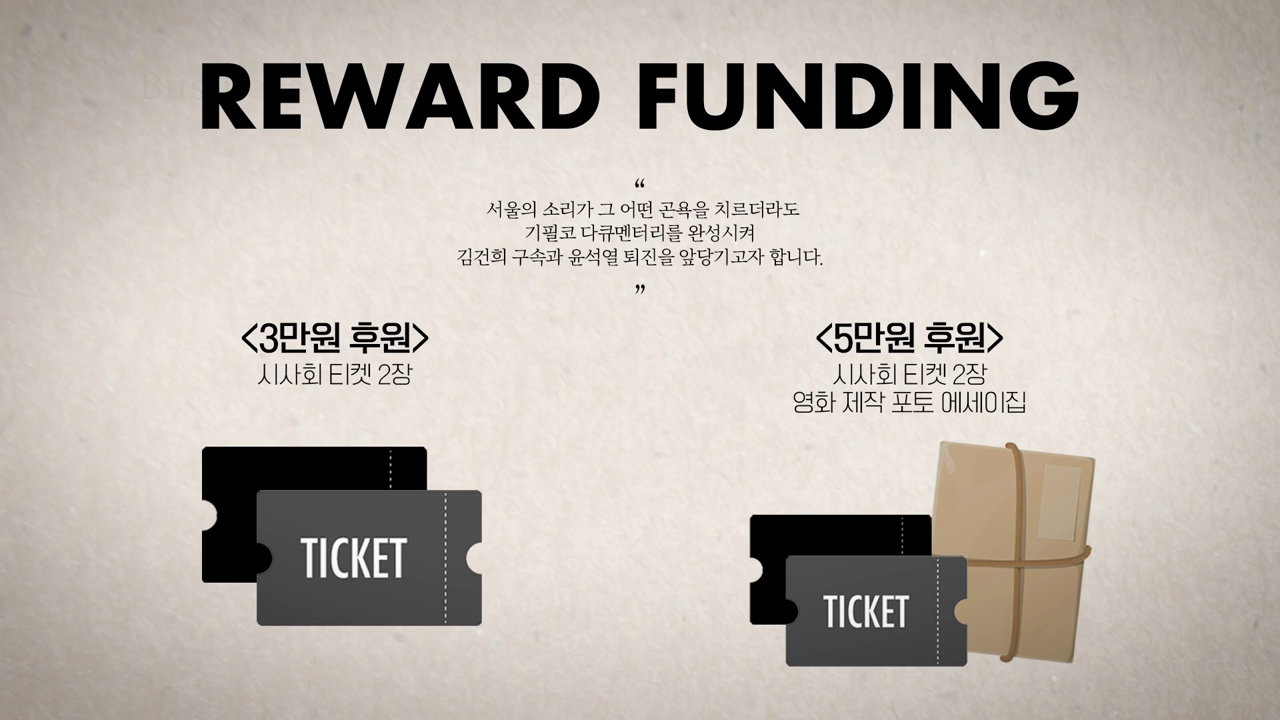 REWARD FUNDING
“
서울의 소리가 그 어떤 곤욕을 치르더라도
기필코 다큐멘터리를 완성시켜
김건희 구속과 윤석열 퇴진을 앞당기고자 합니다.
”
<3만원 후원>
시사회 티켓 2장
<5만원 후원>
시사회 티켓 2장
영화 제작 포토 에세이집
TICKET
TICKET